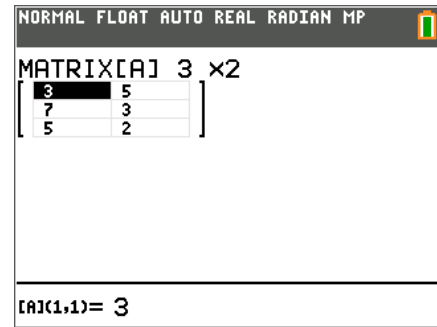 NORMAL FLOAT AUTO REAL RADIAN MP
MATRIX[A] 3 ×2
[ 3 5
7 3
5 2 ]
[A](1,1)= 3